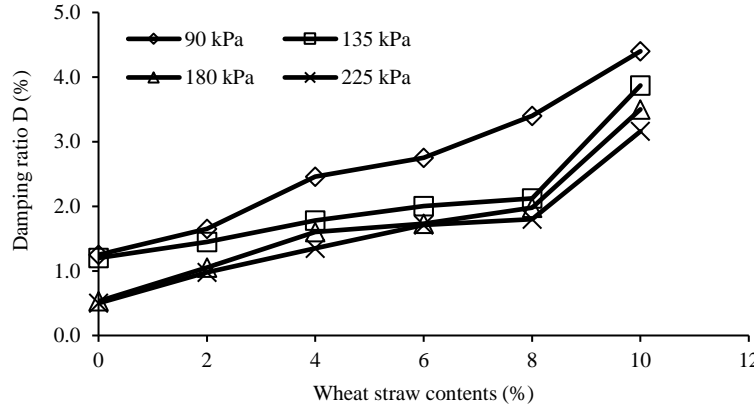 5.0
90 kPa 135 kPa
180 kPa 225 kPa
4.0
3.0
2.0
1.0
0.0
Damping ratio D (%)
0 2 4 6 8 10 12
Wheat straw contents (%)